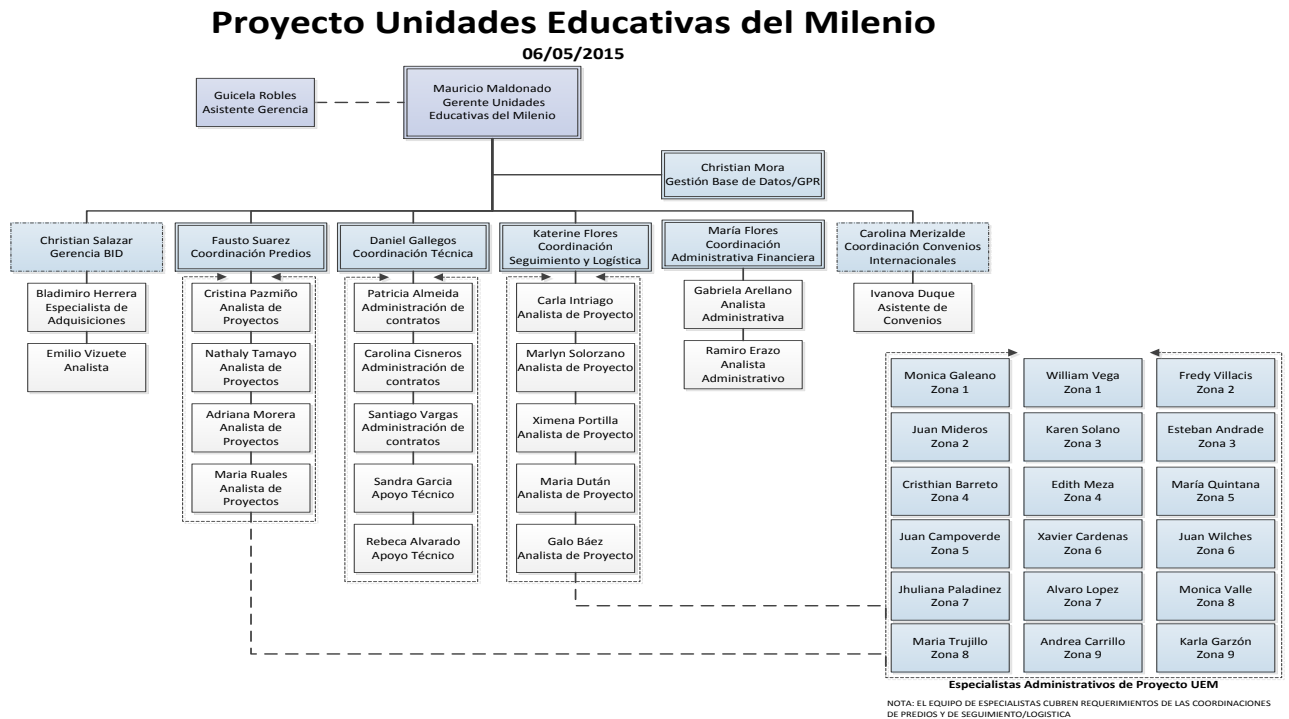 Proyecto Unidades Educativas del Milenio
06/05/2015
Guicela Robles
Asistente Gerencia
Mauricio Maldonado
Gerente Unidades
Educativas del Milenio
Christian Mora
Gestión Base de Datos/GPR
Christian Salazar
Gerencia BID
Fausto Suarez
Coordinación Predios
Daniel Gallegos
Coordinación Técnica
Katerine Flores
Coordinación
Seguimiento y Logística
María Flores
Coordinación
Administrativa Financiera
Carolina Merizalde
Coordinación Convenios
Internacionales
Bladimiro Herrera
Especialista de
Adquisiciones
Emilio Vizuete
Analista
Cristina Pazmiño
Analista de
Proyectos
Nathaly Tamayo
Analista de
Proyectos
Adriana Morera
Analista de
Proyectos
Maria Ruales
Analista de
Proyectos
Patricia Almeida
Administración de
contratos
Carolina Cisneros
Administración de
contratos
Santiago Vargas
Administración de
contratos
Sandra Garcia
Apoyo Técnico
Rebeca Alvarado
Apoyo Técnico
Carla Intriago
Analista de Proyecto
Marlyn Solorzano
Analista de Proyecto
Ximena Portilla
Analista de Proyecto
Maria Dután
Analista de Proyecto
Galo Báez
Analista de Proyecto
Gabriela Arellano
Analista
Administrativa
Ramiro Erazo
Analista
Administrativo
Ivanova Duque
Asistente de
Convenios
Monica Galeano
Zona 1
William Vega
Zona 1
Fredy Villacis
Zona 2
Juan Mideros
Zona 2
Karen Solano
Zona 3
Esteban Andrade
Zona 3
Cristhian Barreto
Zona 4
Edith Meza
Zona 4
María Quintana
Zona 5
Juan Campoverde
Zona 5
Xavier Cardenas
Zona 6
Juan Wilches
Zona 6
Jhuliana Paladinez
Zona 7
Alvaro Lopez
Zona 7
Monica Valle
Zona 8
Maria Trujillo
Zona 8
Andrea Carrillo
Zona 9
Karla Garzón
Zona 9
Especialistas Administrativos de Proyecto UEM
NOTA: EL EQUIPO DE ESPECIALISTAS CUBREN REQUERIMIENTOS DE LAS COORDINACIONES
DE PREDIOS Y DE SEGUIMIENTO/LOGISTICA